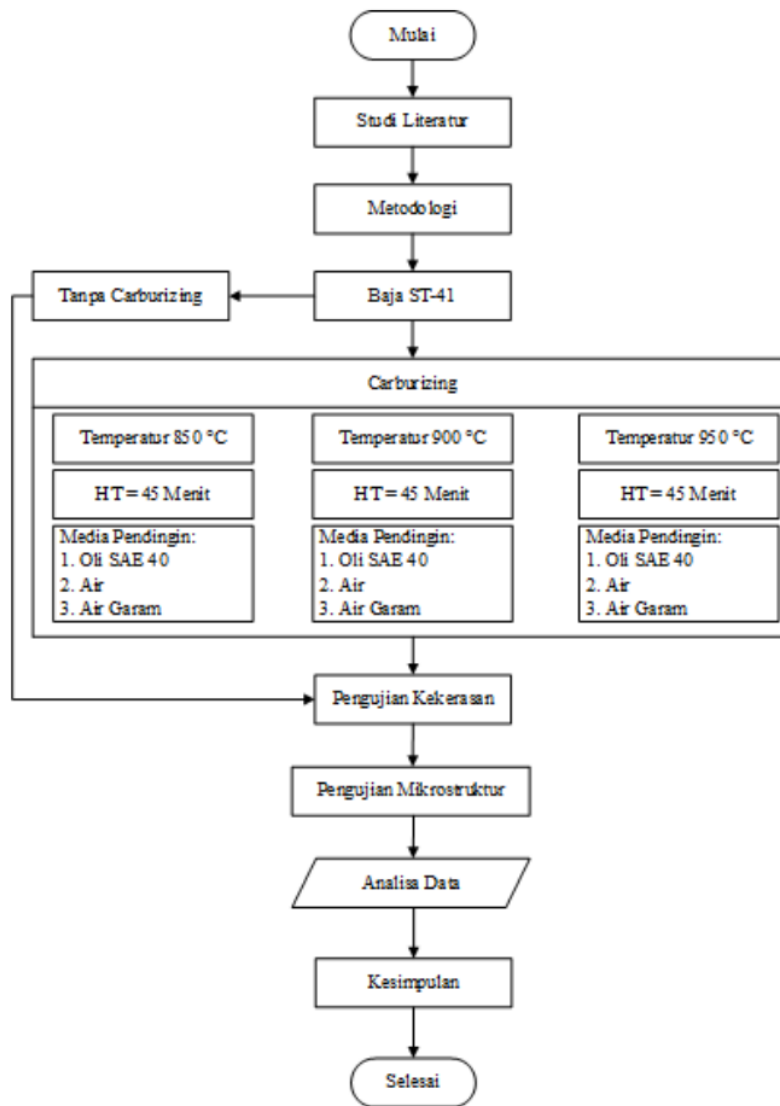 Mulai
Studi Literatur
Metodologi
Tanpa Carburizing
Baja ST-41
Carburizing
Temperatur 850 °C
Temperatur 900 °C
Temperatur 950 °C
HT = 45 Menit
HT = 45 Menit
HT = 45 Menit
Media Pendingin:
1. Oli SAE 40
2. Air
3. Air Garam
Media Pendingin:
1. Oli SAE 40
2. Air
3. Air Garam
Media Pendingin:
1. Oli SAE 40
2. Air
3. Air Garam
Pengujian Kekerasan
Pengujian Mikrostruktur
Analisa Data
Kesimpulan
Selesai